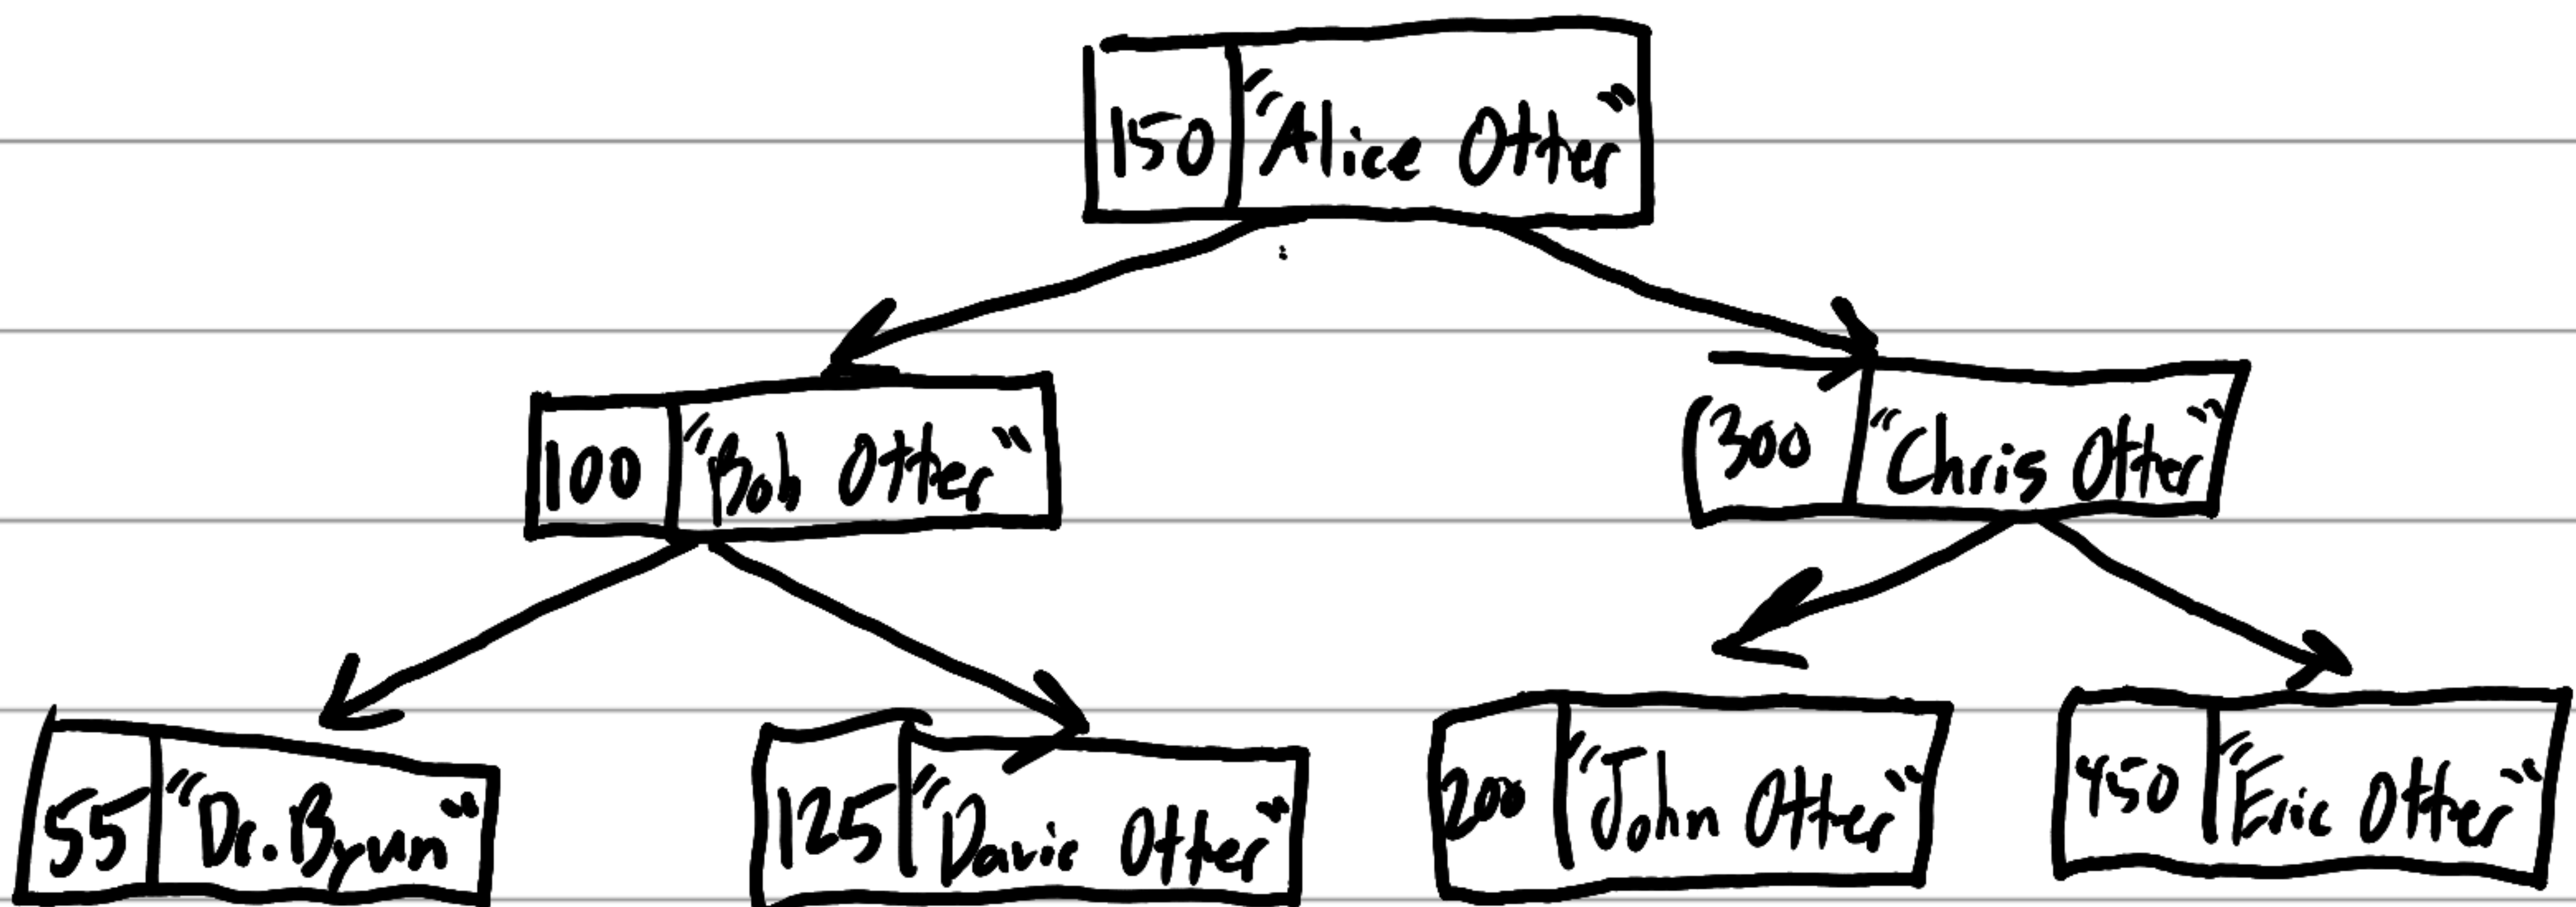 150 "Alice Otter"
100 "Bob Otter"
300 "Chris Otter"
55 "Dr. Byun"
125 "Davie Otter"
200 "John Otter"
450 "Eric Otter"